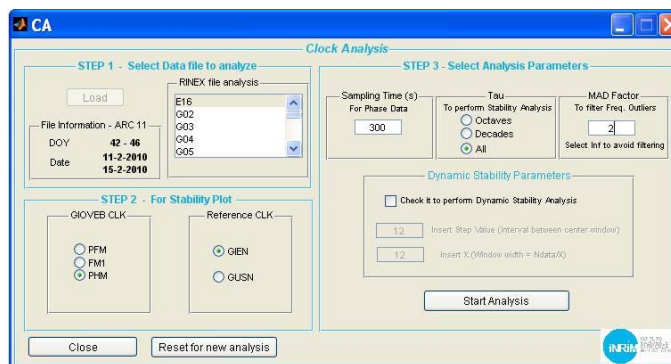 CA
Clock Analysis
STEP 1 - Select Data file to analyze
Load
File Information - ARC 11
DOY 42 - 46
Date 11-2-2010
15-2-2010
RINEX file analysis
E16
G02
G03
G04
G05
STEP 2 - For Stability Plot
GIOVEB CLK
PFM
FM1
PHM
Reference CLK
GIEN
GUSN
Close
Reset for new analysis
STEP 3 - Select Analysis Parameters
Sampling Time (s)
For Phase Data
300
Tau
To perform Stability Analysis
Octaves
Decades
All
MAD Factor
To filter Freq. Outliers
2
Select Inf to avoid filtering
Dynamic Stability Parameters
Check it to perform Dynamic Stability Analysis
12 Insert Step Value (Interval between center window)
12 Insert X (Window width = Ndata/X)
Start Analysis
iNRiM